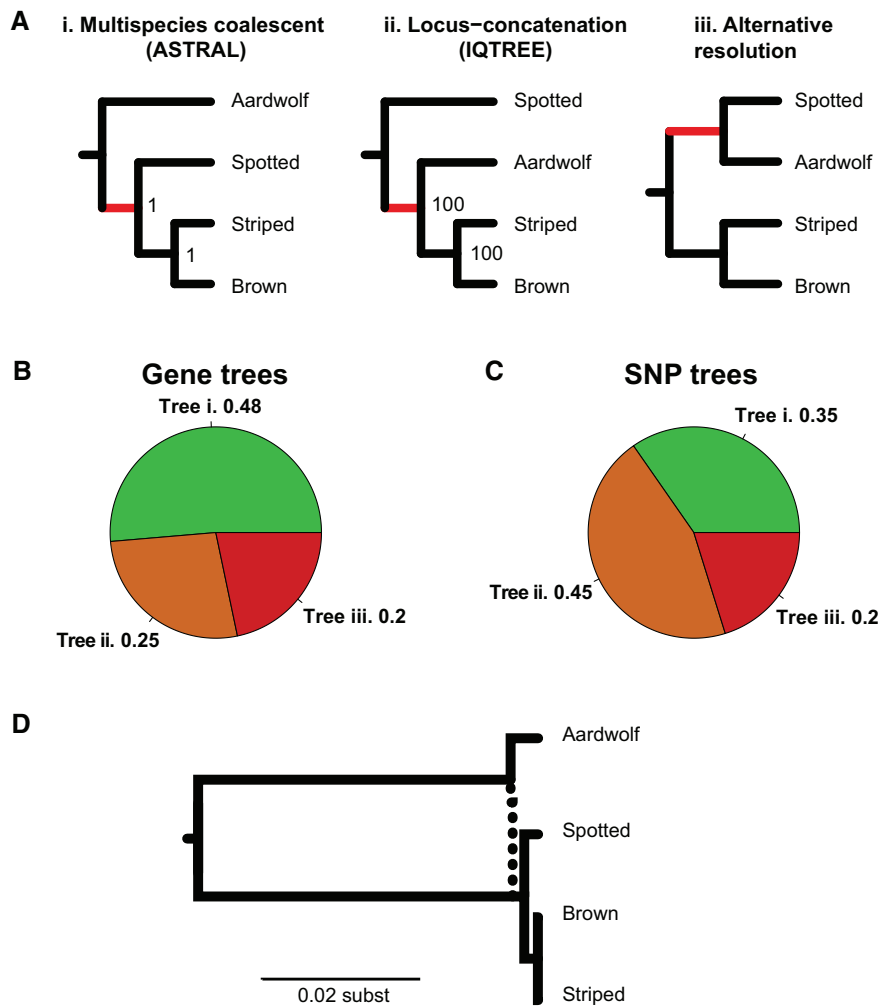 A
i. Multispecies coalescent
(ASTRAL)
ii. Locus−concatenation
(IQTREE)
iii. Alternative
resolution
Aardwolf
Spotted
1
Striped
1
Brown
Spotted
Aardwolf
100
Striped
100
Brown
Spotted
Aardwolf
Striped
Brown
B
Gene trees
Tree i. 0.48
Tree ii. 0.25
Tree iii. 0.2
C
SNP trees
Tree i. 0.35
Tree ii. 0.45
Tree iii. 0.2
D
Aardwolf
Spotted
Brown
Striped
0.02 subst